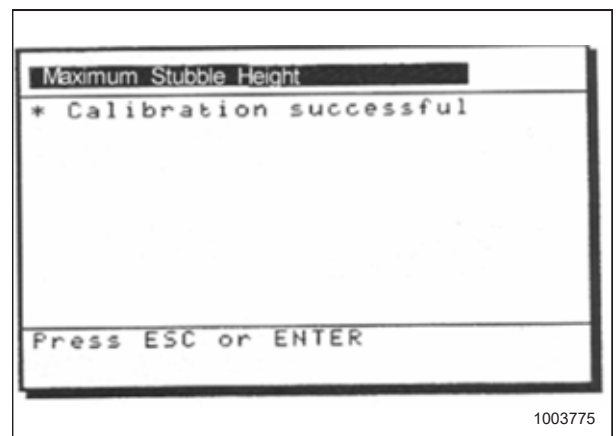 Maximum Stubble Height
* Calibration successful
Press ESC or ENTER
1003775